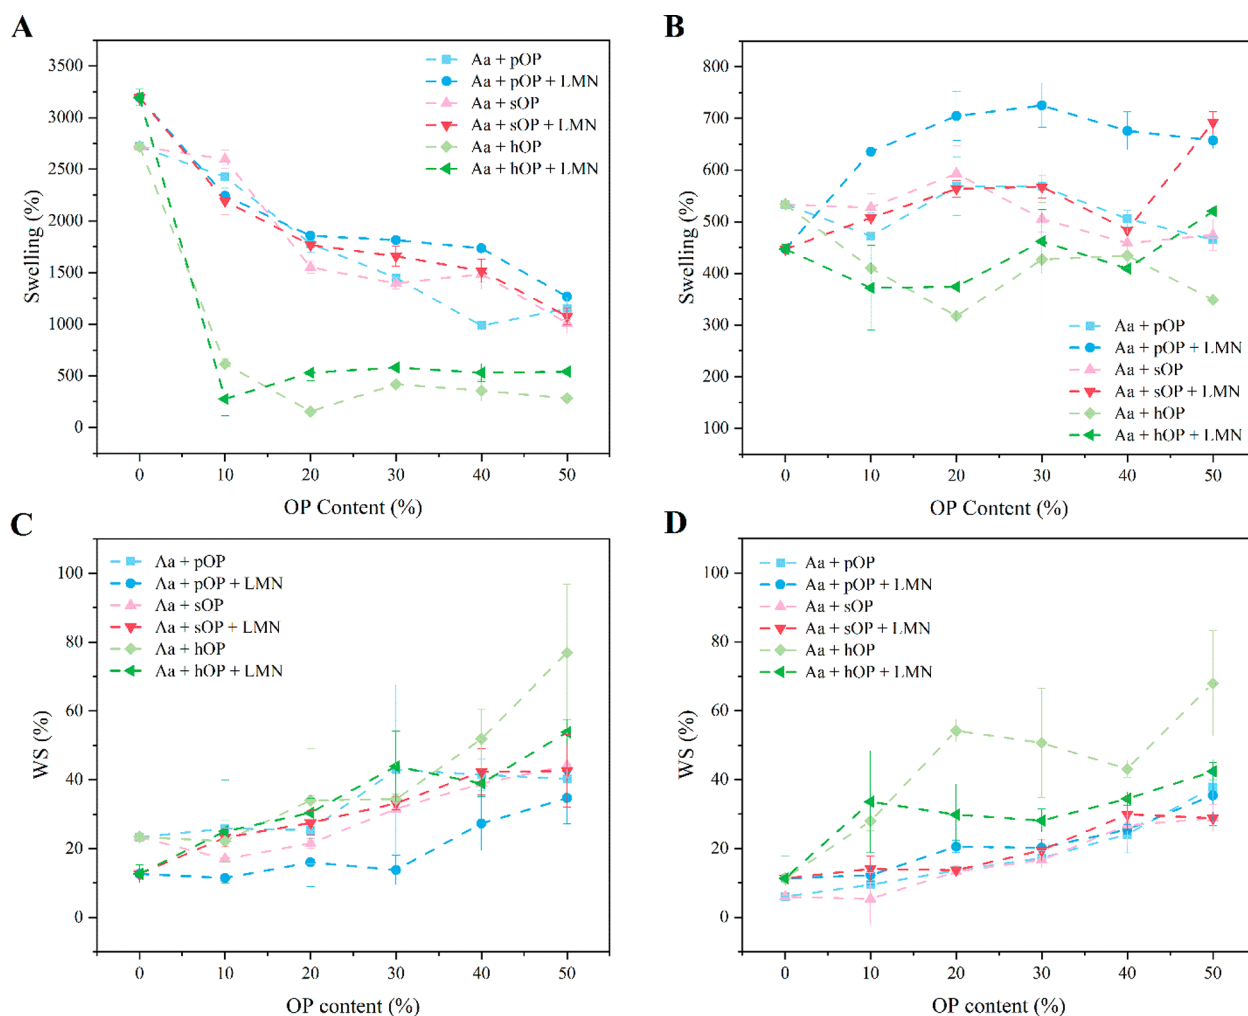 A
Swelling (%)
3500
3000
2500
2000
1500
1000
500
0
Aa + pOP
Aa + pOP + LMN
Aa + sOP
Aa + sOP + LMN
Aa + hOP
Aa + hOP + LMN
0 10 20 30 40 50
OP Content (%)
B
Swelling (%)
800
700
600
500
400
300
200
100
Aa + pOP
Aa + pOP + LMN
Aa + sOP
Aa + sOP + LMN
Aa + hOP
Aa + hOP + LMN
0 10 20 30 40 50
OP Content (%)
C
WS (%)
100
80
60
40
20
0
Aa + pOP
Aa + pOP + LMN
Aa + sOP
Aa + sOP + LMN
Aa + hOP
Aa + hOP + LMN
0 10 20 30 40 50
OP content (%)
D
WS (%)
100
80
60
40
20
0
Aa + pOP
Aa + pOP + LMN
Aa + sOP
Aa + sOP + LMN
Aa + hOP
Aa + hOP + LMN
0 10 20 30 40 50
OP content (%)